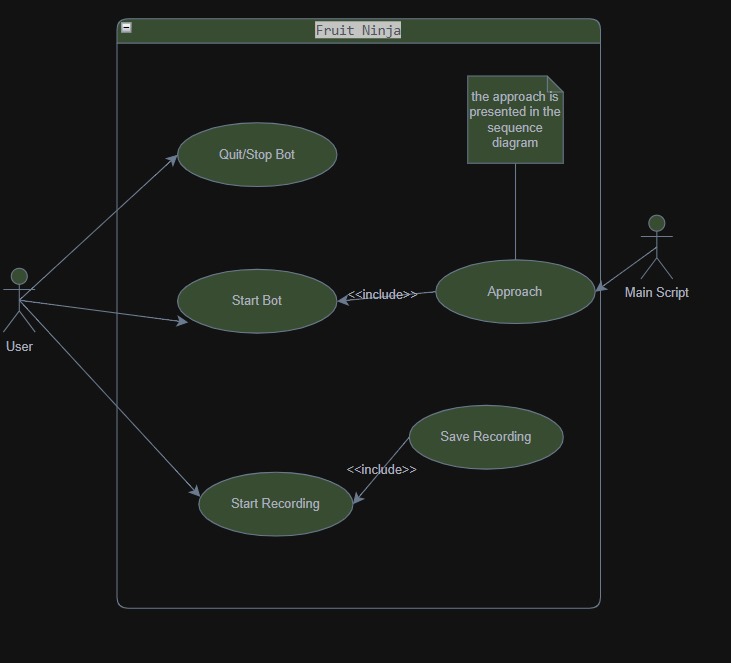 Fruit Ninja
the approach is
presented in the
sequence
diagram
Quit/Stop Bot
Start Bot
<<include>>
Approach
Main Script
User
Save Recording
<<include>>
Start Recording